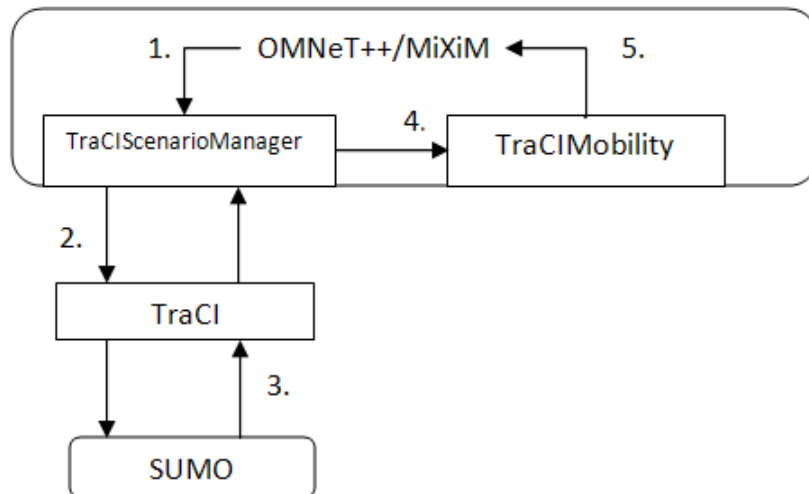 1. OMNeT++/MiXiM 5.
4.
TraCIScenarioManager TraCIMobility
2.
TraCI
3.
SUMO